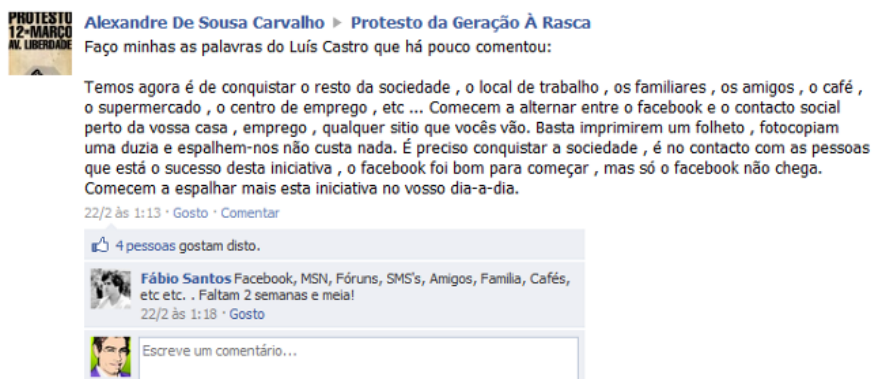 PROTESTO
12•MARÇO
AV. LIBERDADE
Alexandre De Sousa Carvalho ▶ Protesto da Geração À Rasca
Faço minhas as palavras do Luís Castro que há pouco comentou:
Temos agora é de conquistar o resto da sociedade , o local de trabalho , os familiares , os amigos , o café ,
o supermercado , o centro de emprego , etc ... Comecem a alternar entre o facebook e o contacto social
perto da vossa casa , emprego , qualquer sitio que vocês vão. Basta imprimirem um folheto , fotocopiam
uma duzia e espalhem-nos não custa nada. É preciso conquistar a sociedade , é no contacto com as pessoas
que está o sucesso desta iniciativa , o facebook foi bom para começar , mas só o facebook não chega.
Comecem a espalhar mais esta iniciativa no vosso dia-a-dia.
22/2 às 1:13 · Gosto · Comentar
4 pessoas gostam disto.
Fábio Santos Facebook, MSN, Fóruns, SMS's, Amigos, Familia, Cafés,
etc etc. . Faltam 2 semanas e meia!
22/2 às 1:18 · Gosto
Escreve um comentário...